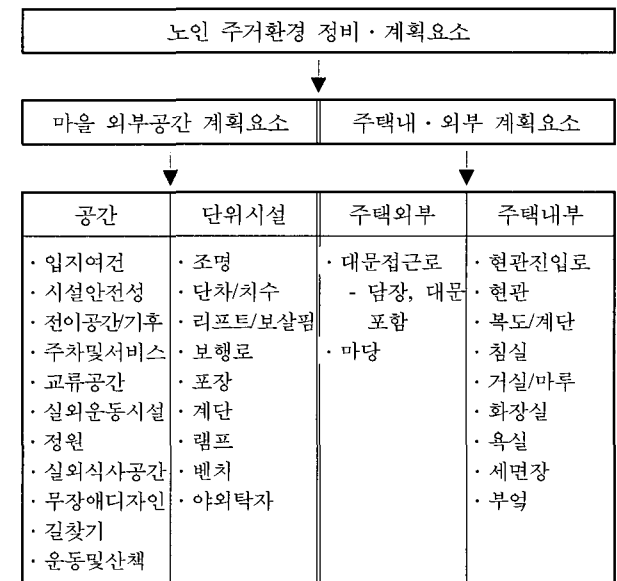 노인 주거환경 정비 · 계획요소
마을 외부공간 계획요소
주택내 · 외부 계획요소
공간
단위시설
주택외부
주택내부
· 입지여건
· 시설안전성
· 전이공간/기후
· 주차및서비스
· 교류공간
· 실외운동시설
· 정원
· 실외식사공간
· 무장애디자인
· 길찾기
· 운동및산책
· 조명
· 단차/치수
· 리프트/보살핌
· 보행로
· 포장
· 계단
· 램프
· 벤치
· 야외탁자
· 대문접근로
- 담장, 대문
포함
· 마당
· 현관진입로
· 현관
· 복도/계단
· 침실
· 거실/마루
· 화장실
· 욕실
· 세면장
· 부엌